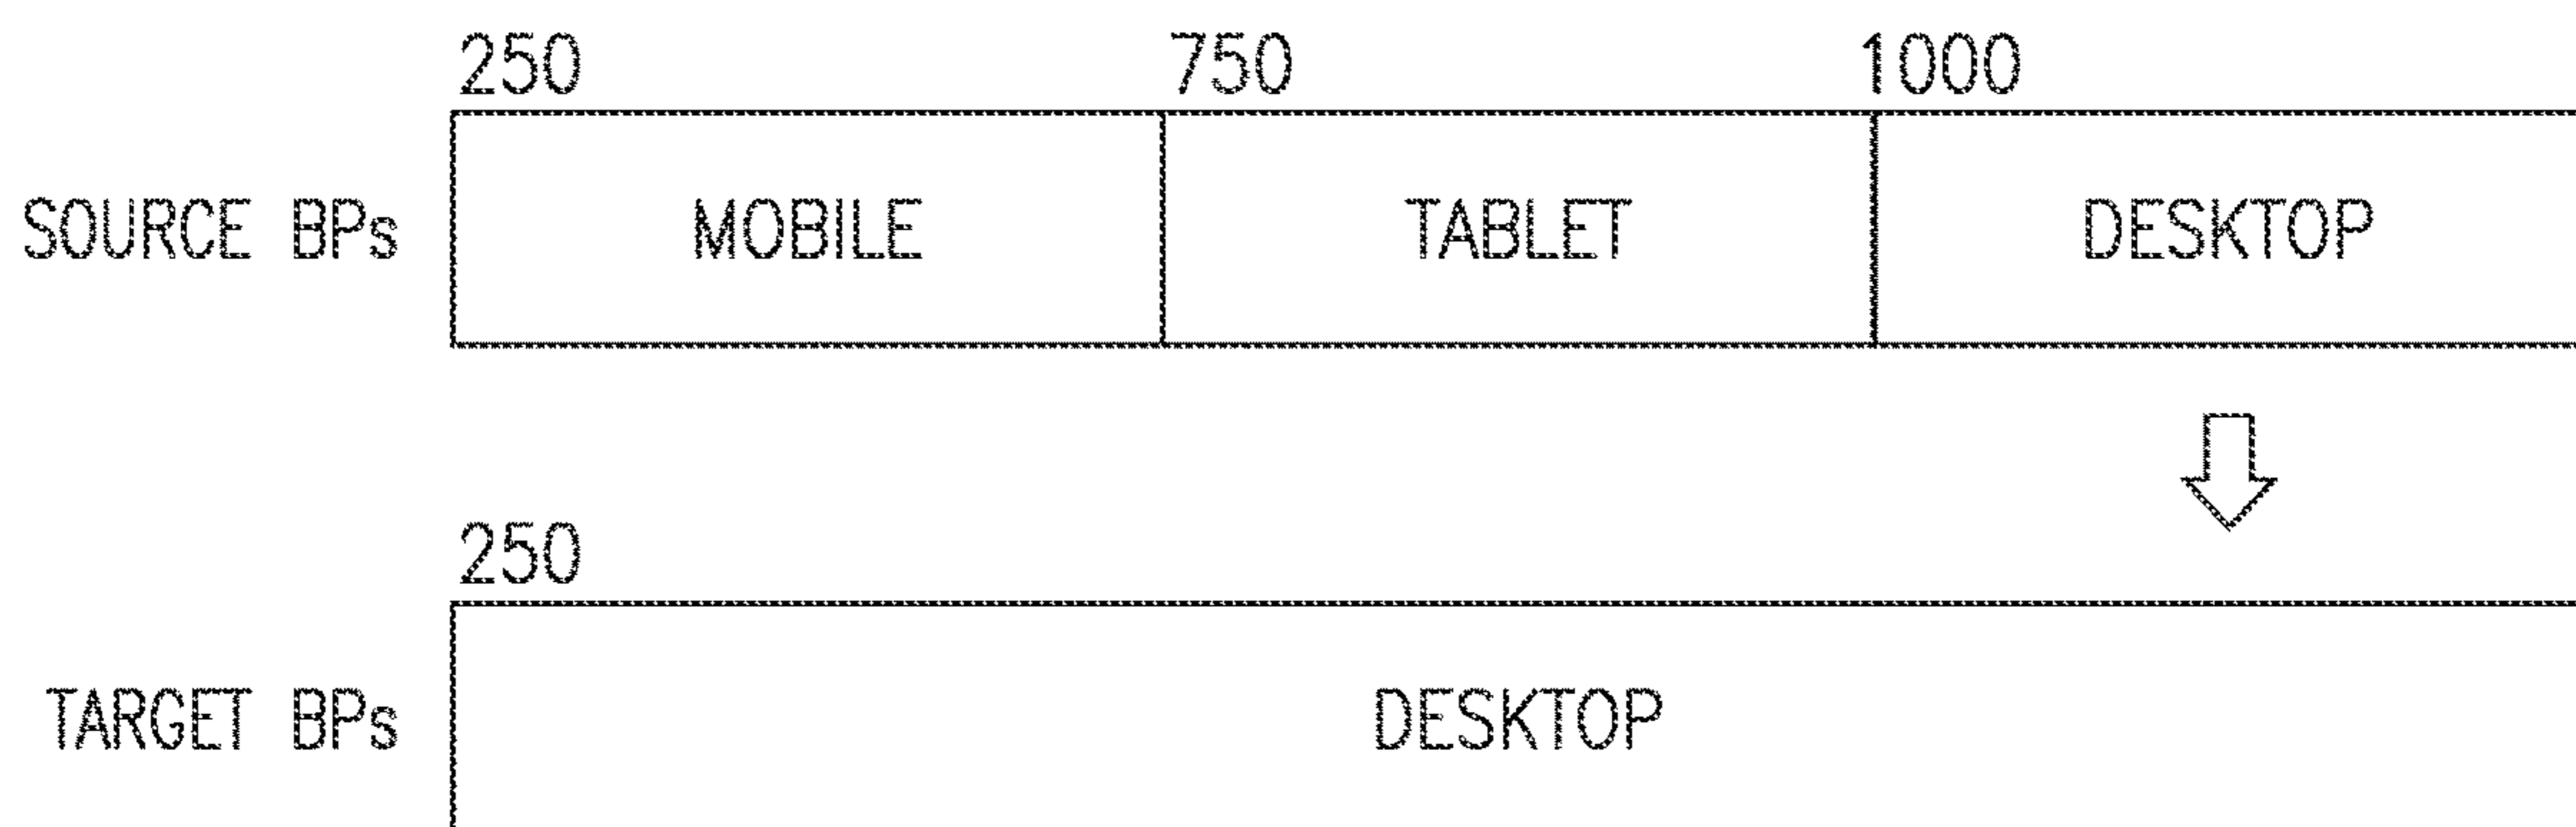 250 750 1000
SOURCE BPs MOBILE TABLET DESKTOP
250
TARGET BPs DESKTOP